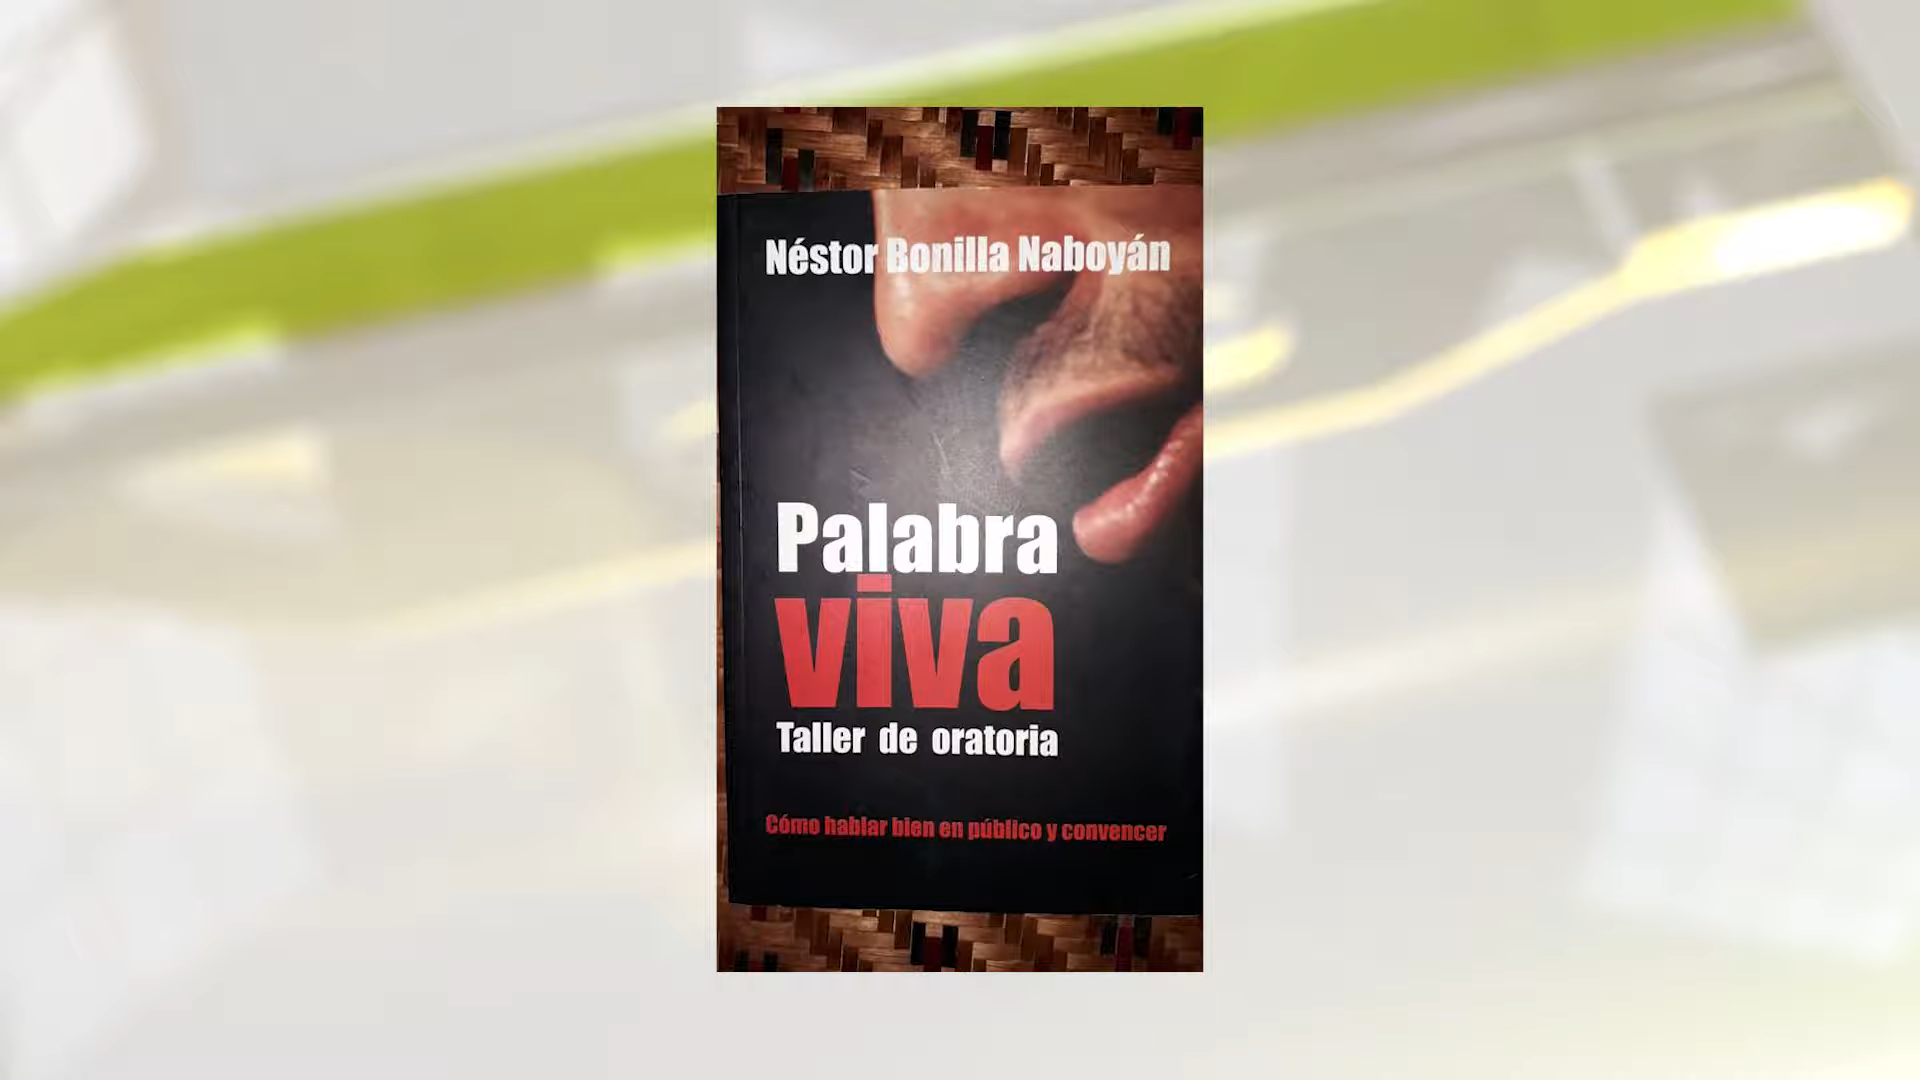 Néstor Bonilla Naboyán
Palabra
viva
Taller de oratoria
Cómo hablar bien en público y convencer